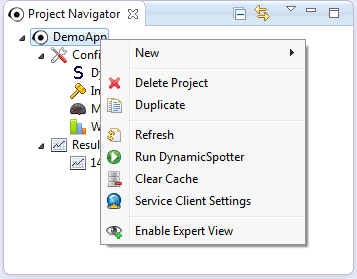 Project Navigator
DemoApp
New
Confi
Delete Project
Duplicate
Refresh
Run DynamicSpotter
Clear Cache
Service Client Settings
Enable Expert View
D
In
M
W
Resul
14